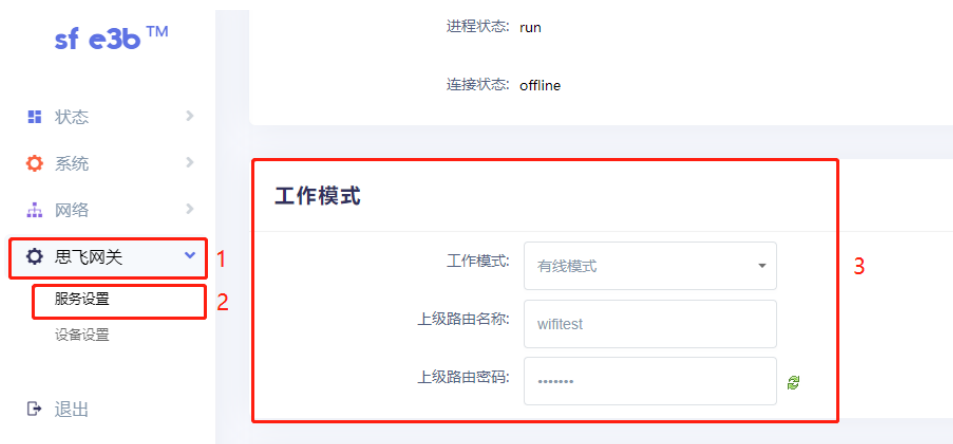 sf e3b™
状态
系统
网络
思飞网关
1
服务设置
2
设备设置
退出
进程状态: run
连接状态: offline
工作模式
工作模式: 有线模式
3
上级路由名称: wifitest
上级路由密码: •••••••